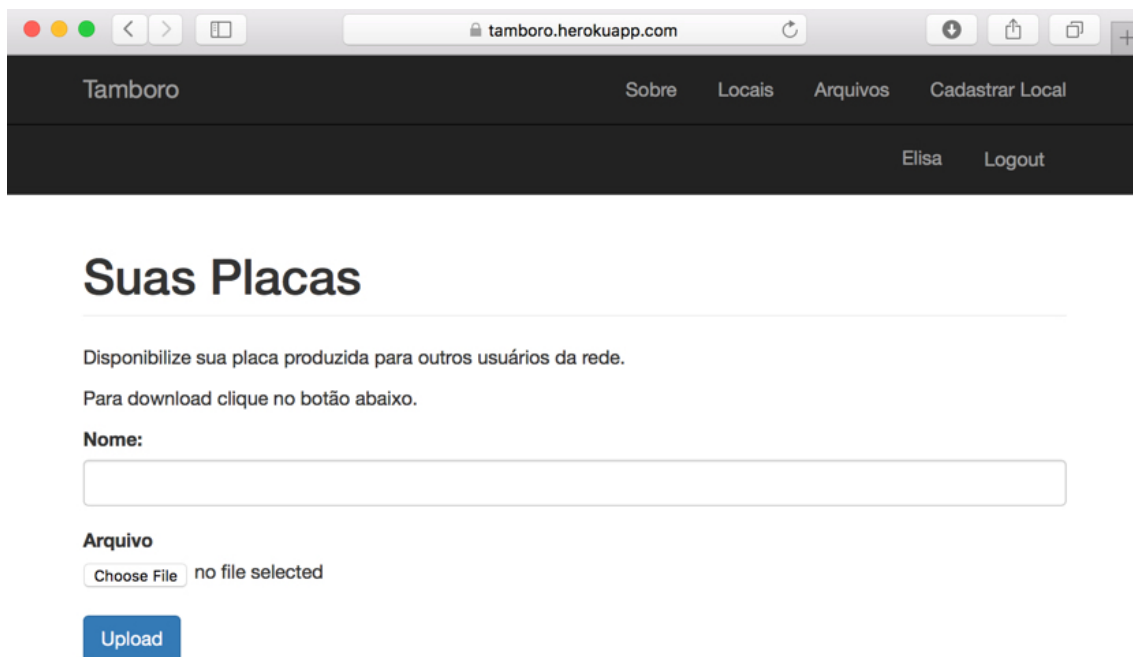 tamboro.herokuapp.com
Tamboro Sobre Locais Arquivos Cadastrar Local
Elisa Logout
Suas Placas
Disponibilize sua placa produzida para outros usuários da rede.
Para download clique no botão abaixo.
Nome:
Arquivo
Choose File no file selected
Upload